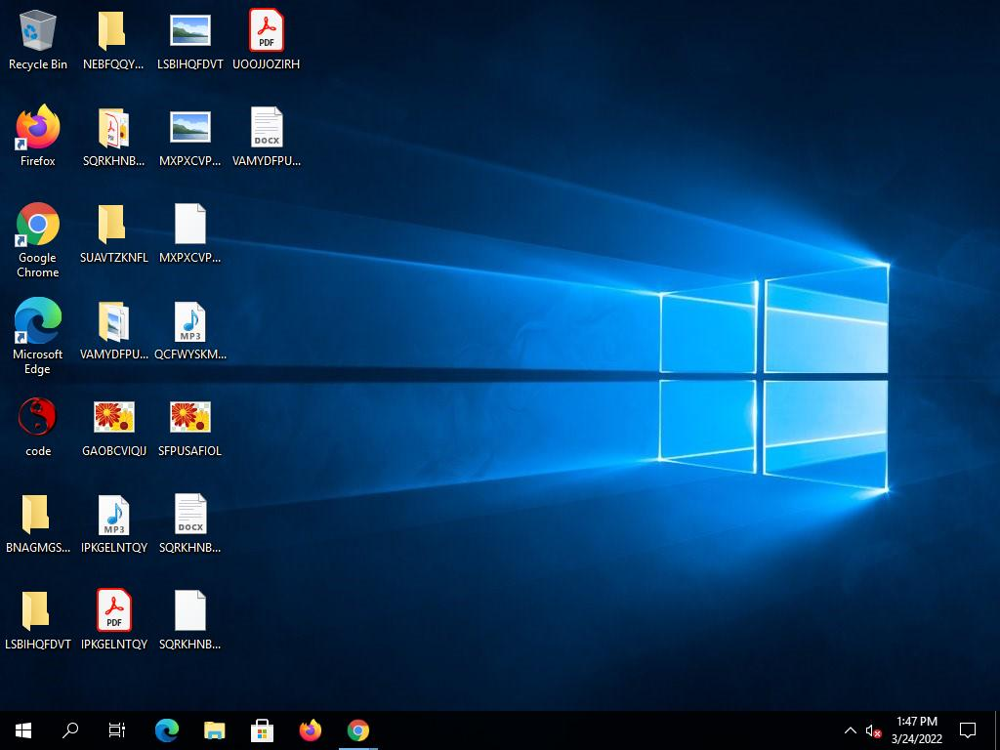 Recycle Bin
NEBFQQY...
LSBIHQFDVT
PDF
UOOJJOZIRH
Firefox
PDF
SQRKHNB...
MXPXCVP...
DOCX
VAMYDFPU...
Google
Chrome
SUAVTZKNFL
MXPXCVP...
Microsoft
Edge
VAMYDFPU...
MP3
QCFWYSKM...
code
GAOBCVIQIJ
SFPUSAFIOL
BNAGMGS...
MP3
IPKGELNTQY
DOCX
SQRKHNB...
LSBIHQFDVT
PDF
IPKGELNTQY
SQRKHNB...
1:47 PM
3/24/2022